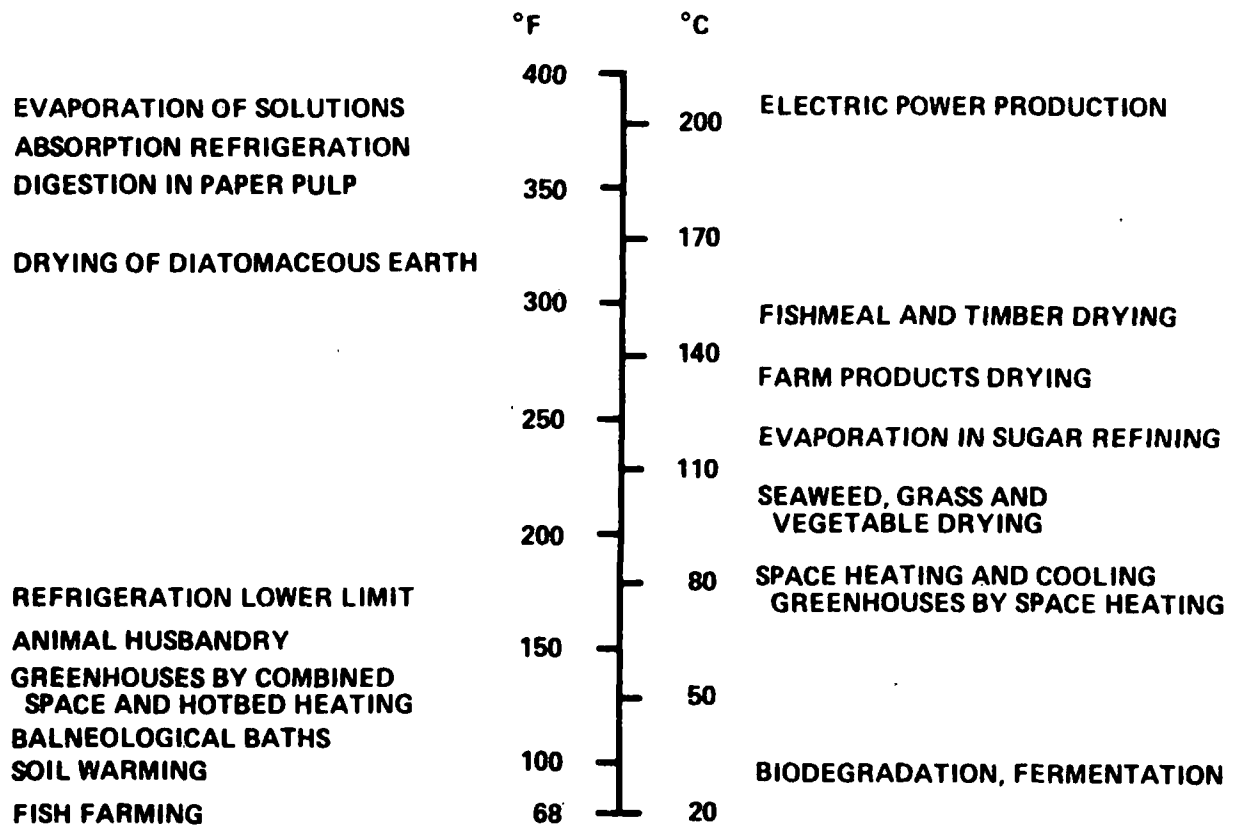 °F °C
400
EVAPORATION OF SOLUTIONS
ELECTRIC POWER PRODUCTION
200
ABSORPTION REFRIGERATION
DIGESTION IN PAPER PULP
350
170
DRYING OF DIATOMACEOUS EARTH
300
FISHMEAL AND TIMBER DRYING
140
FARM PRODUCTS DRYING
250
EVAPORATION IN SUGAR REFINING
110
SEAWEED, GRASS AND
VEGETABLE DRYING
200
80
SPACE HEATING AND COOLING
GREENHOUSES BY SPACE HEATING
REFRIGERATION LOWER LIMIT
ANIMAL HUSBANDRY
150
GREENHOUSES BY COMBINED
SPACE AND HOTBED HEATING
50
BALNEOLOGICAL BATHS
100
SOIL WARMING
BIODEGRADATION, FERMENTATION
FISH FARMING
68 20